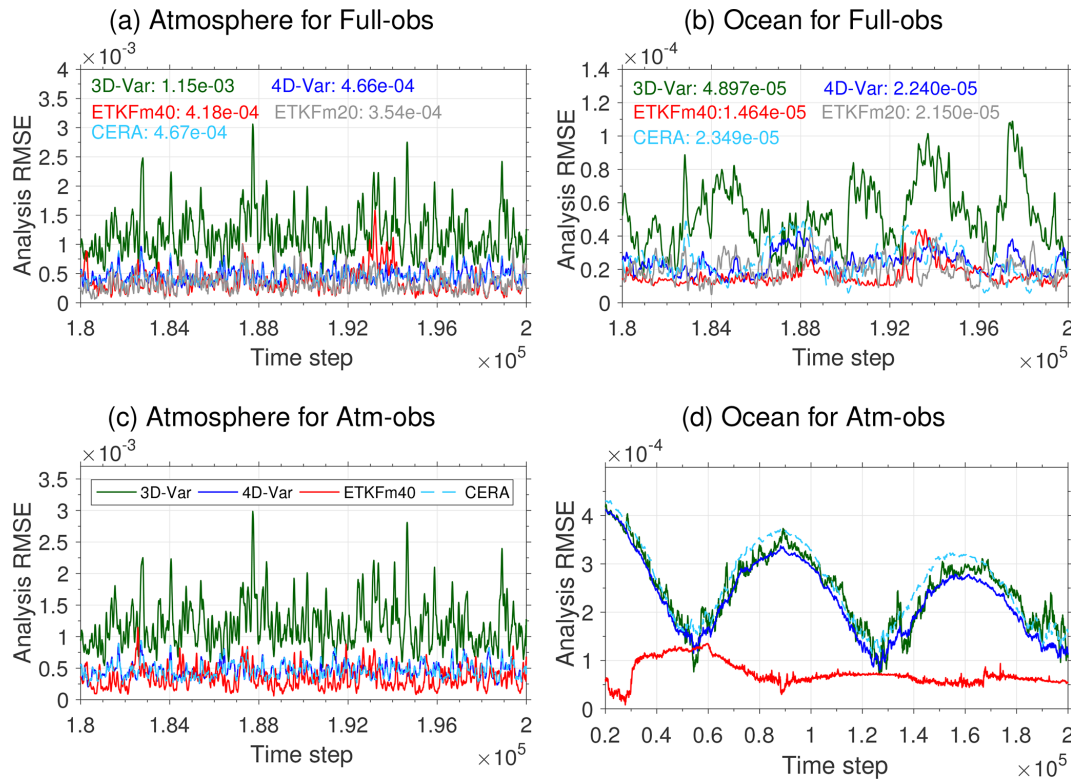 (a) Atmosphere for Full-obs
×10⁻³
4
3.5
3
2.5
2
1.5
1
0.5
0
Analysis RMSE
3D-Var: 1.15e-03
4D-Var: 4.66e-04
ETKFm40: 4.18e-04
ETKFm20: 3.54e-04
CERA: 4.67e-04
1.8
1.84
1.88
1.92
1.96
2
Time step
×10⁵
(b) Ocean for Full-obs
×10⁻⁴
1.4
1.2
1
0.8
0.6
0.4
0.2
0
Analysis RMSE
3D-Var: 4.897e-05
4D-Var: 2.240e-05
ETKFm40:1.464e-05
ETKFm20: 2.150e-05
CERA: 2.349e-05
1.8
1.84
1.88
1.92
1.96
2
Time step
×10⁵
(c) Atmosphere for Atm-obs
×10⁻³
3.5
3
2.5
2
1.5
1
0.5
0
Analysis RMSE
3D-Var
4D-Var
ETKFm40
CERA
1.8
1.84
1.88
1.92
1.96
2
Time step
×10⁵
(d) Ocean for Atm-obs
×10⁻⁴
4
3
2
1
0
Analysis RMSE
0.2
0.4
0.6
0.8
1.0
1.2
1.4
1.6
1.8
2
Time step
×10⁵